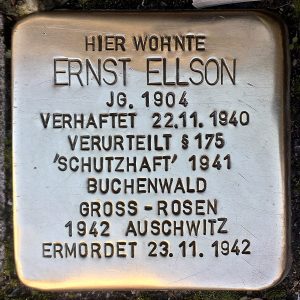 HIER WOHNTE
ERNST ELLSON
JG. 1904
VERHAFTET 22.11.1940
VERURTEILT § 175
'SCHUTZHAFT' 1941
BUCHENWALD
GROSS-ROSEN
1942 AUSCHWITZ
ERMORDET 23.11.1942